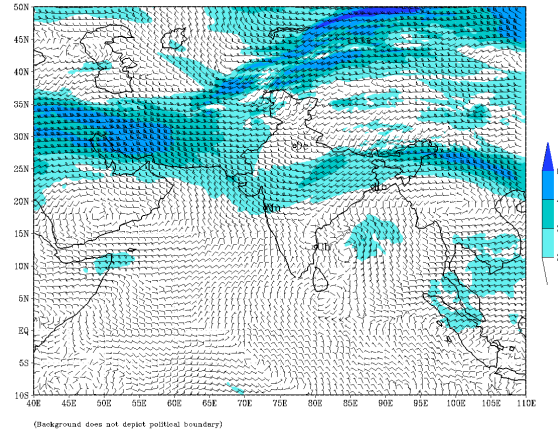 50N
45N
40N
35N
30N
25N
20N
15N
10N
5N
EQ
5S
10S
40E 45E 50E 55E 60E 65E 70E 75E 80E 85E 90E 95E 100E 105E 110E
(Background does not depict political boundary)